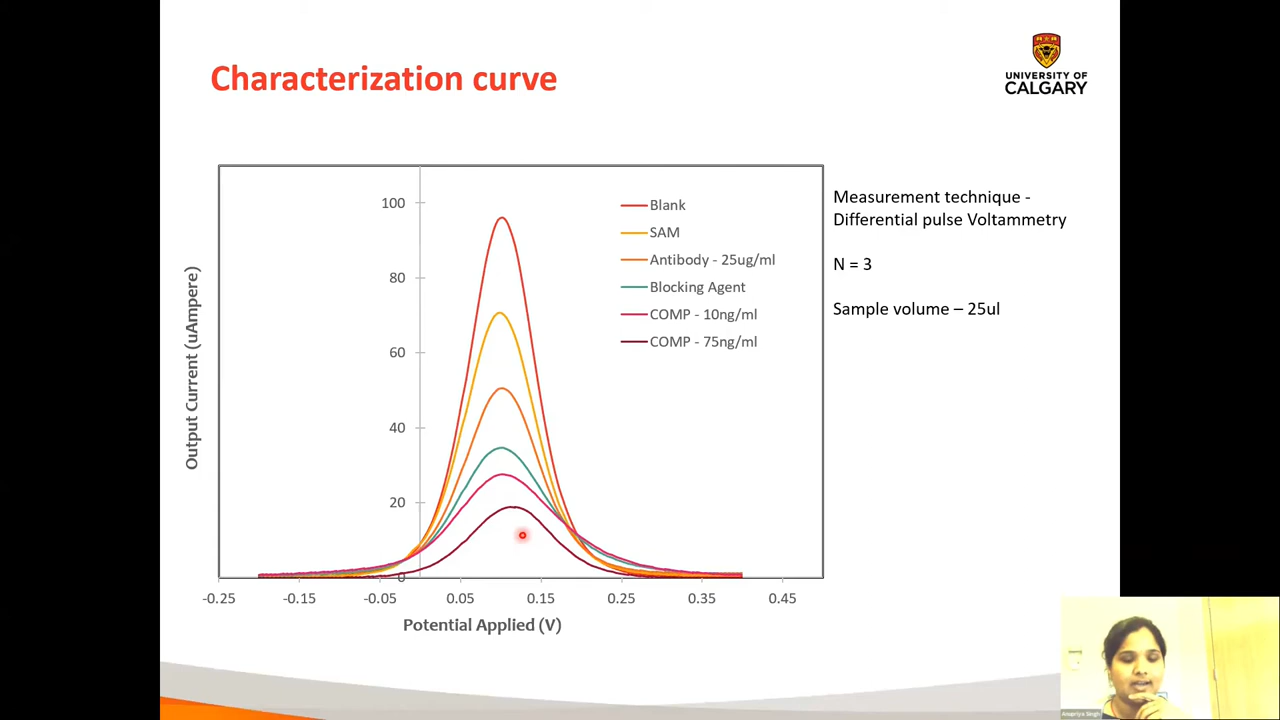 Characterization curve
UNIVERSITY OF
CALGARY
Output Current (uAmpere)
100
80
60
40
20
0
-0.25
-0.15
-0.05
0.05
0.15
0.25
0.35
0.45
Potential Applied (V)
Blank
SAM
Antibody - 25ug/ml
Blocking Agent
COMP - 10ng/ml
COMP - 75ng/ml
Measurement technique -
Differential pulse Voltammetry
N = 3
Sample volume – 25ul
Anupriya Singh